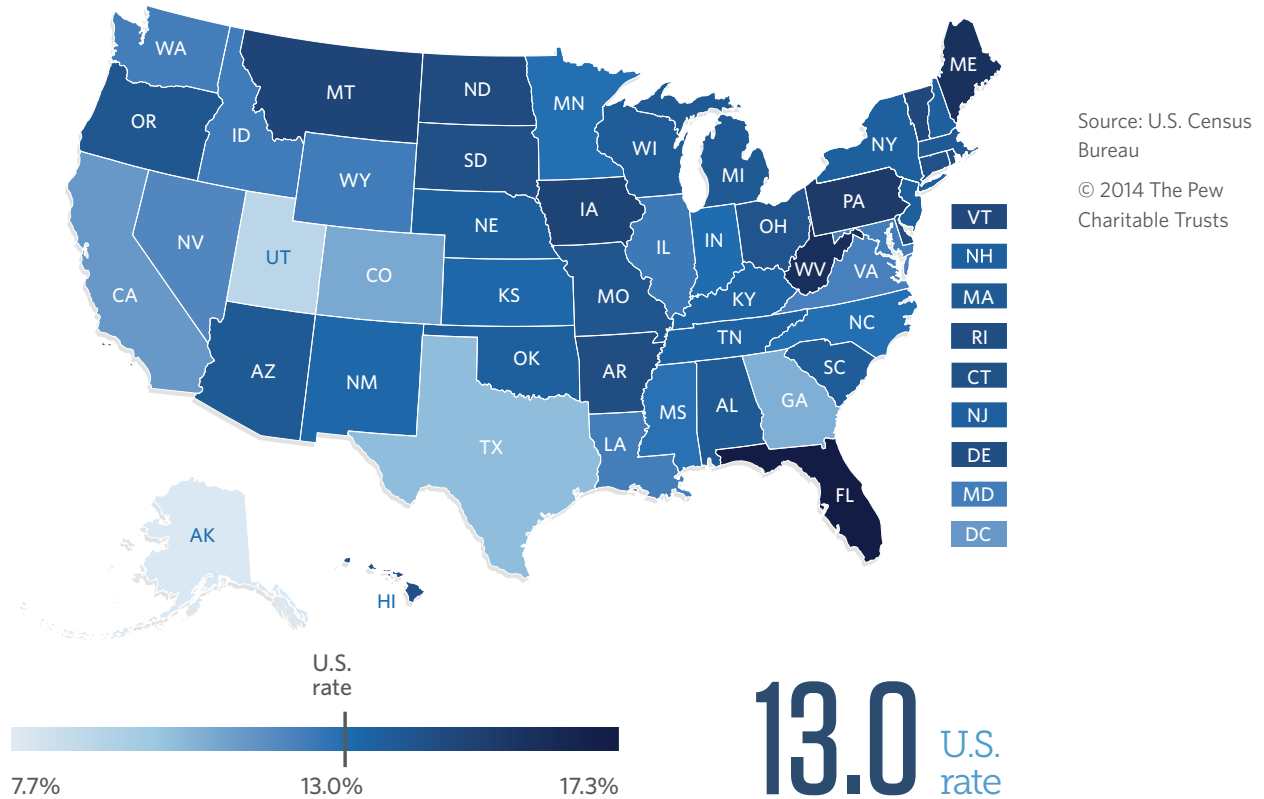 WA
MT
ND
MN
ME
OR
ID
SD
WI
NY
WY
MI
IA
PA
NE
NV
UT
IL
IN
OH
CO
WV
VA
CA
KS
MO
KY
NC
TN
OK
AZ
NM
AR
SC
MS
AL
GA
TX
LA
FL
AK
HI
VT
NH
MA
RI
CT
NJ
DE
MD
DC
Source: U.S. Census
Bureau
© 2014 The Pew
Charitable Trusts
U.S.
rate
7.7%
13.0%
17.3%
13.0 U.S.
rate